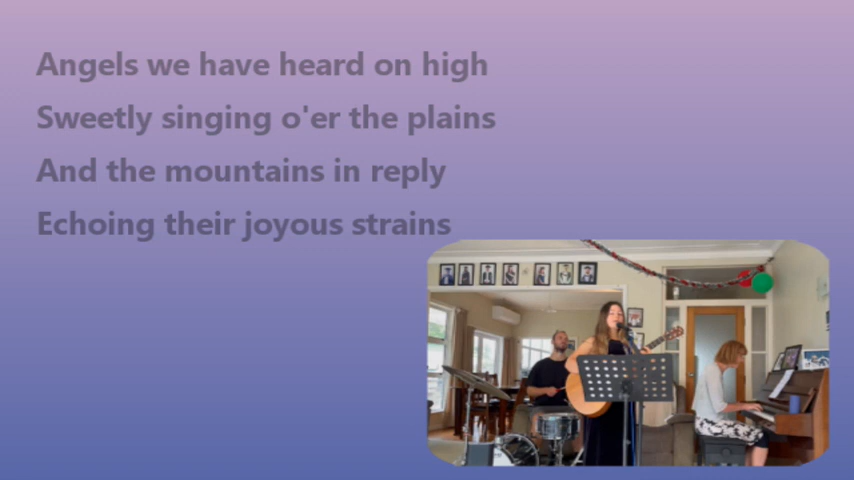 Angels we have heard on high
Sweetly singing o'er the plains
And the mountains in reply
Echoing their joyous strains